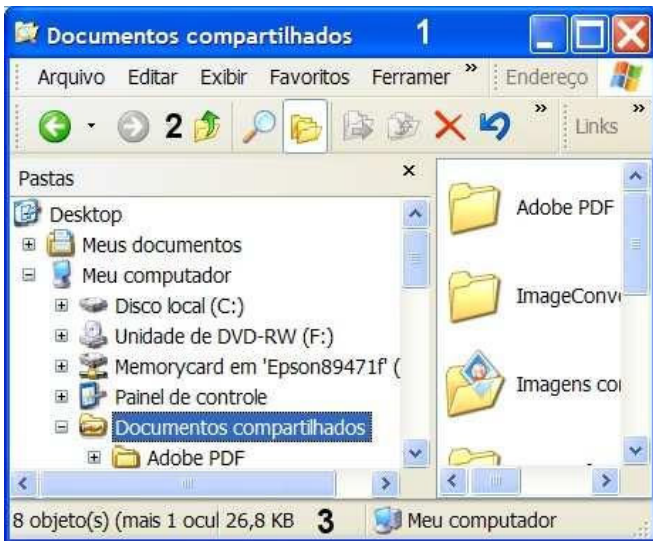 Documentos compartilhados 1
Arquivo Editar Exibir Favoritos Ferramer » Endereço
2 » Links »
Pastas ×
Desktop
Meus documentos
Meu computador
Disco local (C:)
Unidade de DVD-RW (F:)
Memorycard em 'Epson89471f' (
Painel de controle
Documentos compartilhados
Adobe PDF
Adobe PDF
ImageConv
Imagens co
8 objeto(s) (mais 1 ocul 26,8 KB 3 Meu computador